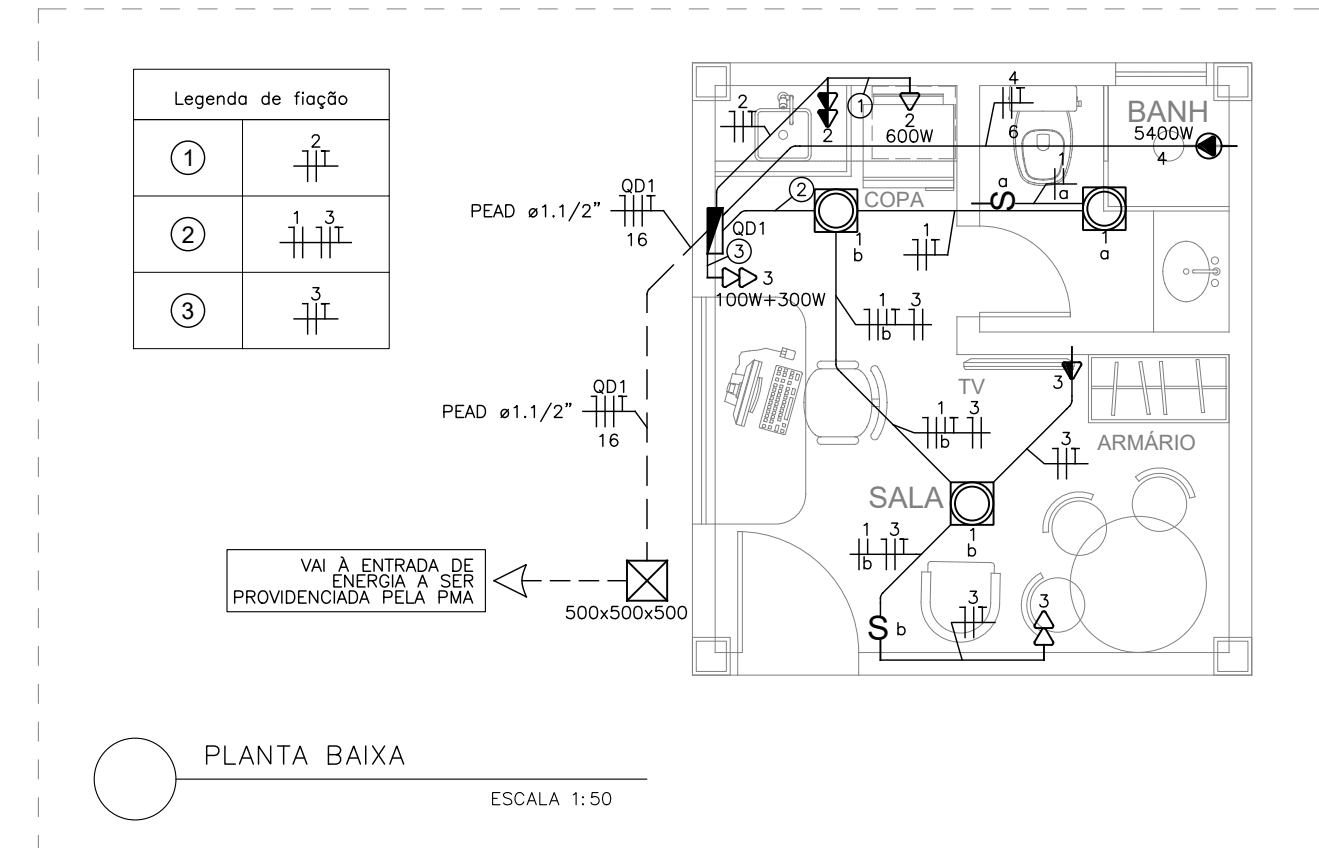 Legenda de fiação
1
2
2
1 3
3
3
QD1
PEAD ø1.1/2"
16
QD1
PEAD ø1.1/2"
16
VAI À ENTRADA DE
ENERGIA A SER
PROVIDENCIADA PELA PMA
500x500x500
2
2
1
2
600W
4
6
BANH
5400W
4
a
S
1
a
COPA
2
QD1
1
b
1
1
a
3
3
100W+300W
1 3
b
TV
3
1 3
b
ARMÁRIO
3
SALA
1
b
1 3
b
3
S b
3
PLANTA BAIXA
ESCALA 1:50